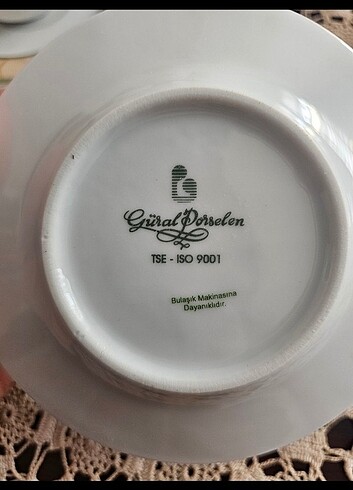 Güral Porselen
TSE - ISO 9001
Bulaşık Makinasına
Dayanıklıdır.